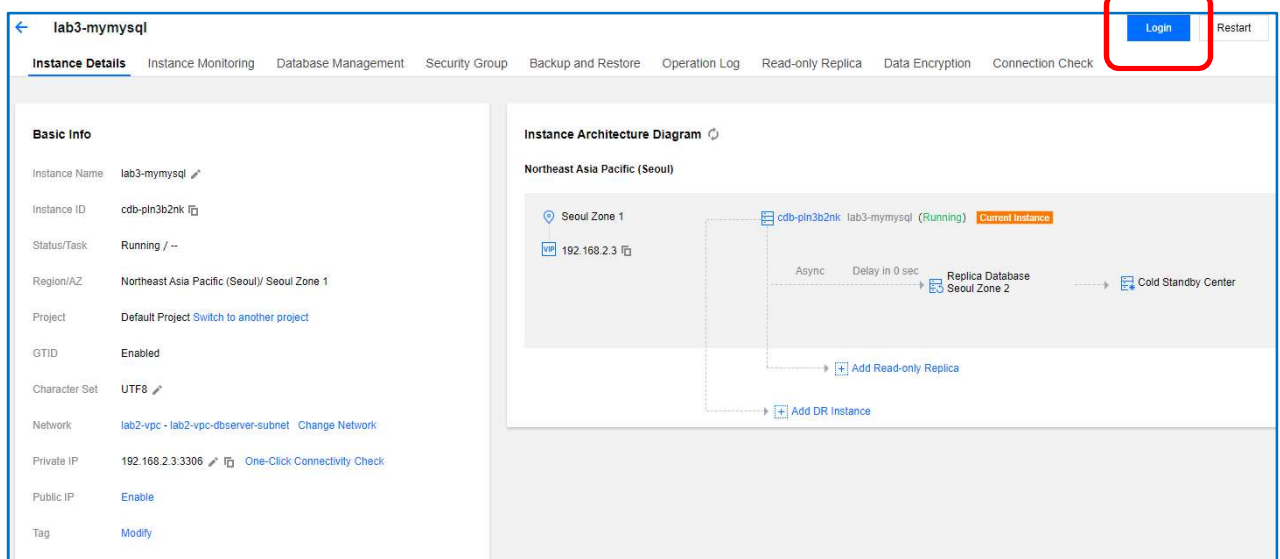 lab3-mymysql
Login
Restart
Instance Details Instance Monitoring Database Management Security Group Backup and Restore Operation Log Read-only Replica Data Encryption Connection Check
Basic Info
Instance Name lab3-mymysql
Instance ID cdb-pln3b2nk
Status/Task Running / --
Region/AZ Northeast Asia Pacific (Seoul)/ Seoul Zone 1
Project Default Project Switch to another project
GTID Enabled
Character Set UTF8
Network lab2-vpc - lab2-vpc-dbserver-subnet Change Network
Private IP 192.168.2.3:3306 One-Click Connectivity Check
Public IP Enable
Tag Modify
Instance Architecture Diagram
Northeast Asia Pacific (Seoul)
Seoul Zone 1
VIP 192.168.2.3
cdb-pln3b2nk lab3-mymysql (Running) Current Instance
Async Delay in 0 sec
Replica Database
Seoul Zone 2
Cold Standby Center
Add Read-only Replica
Add DR Instance